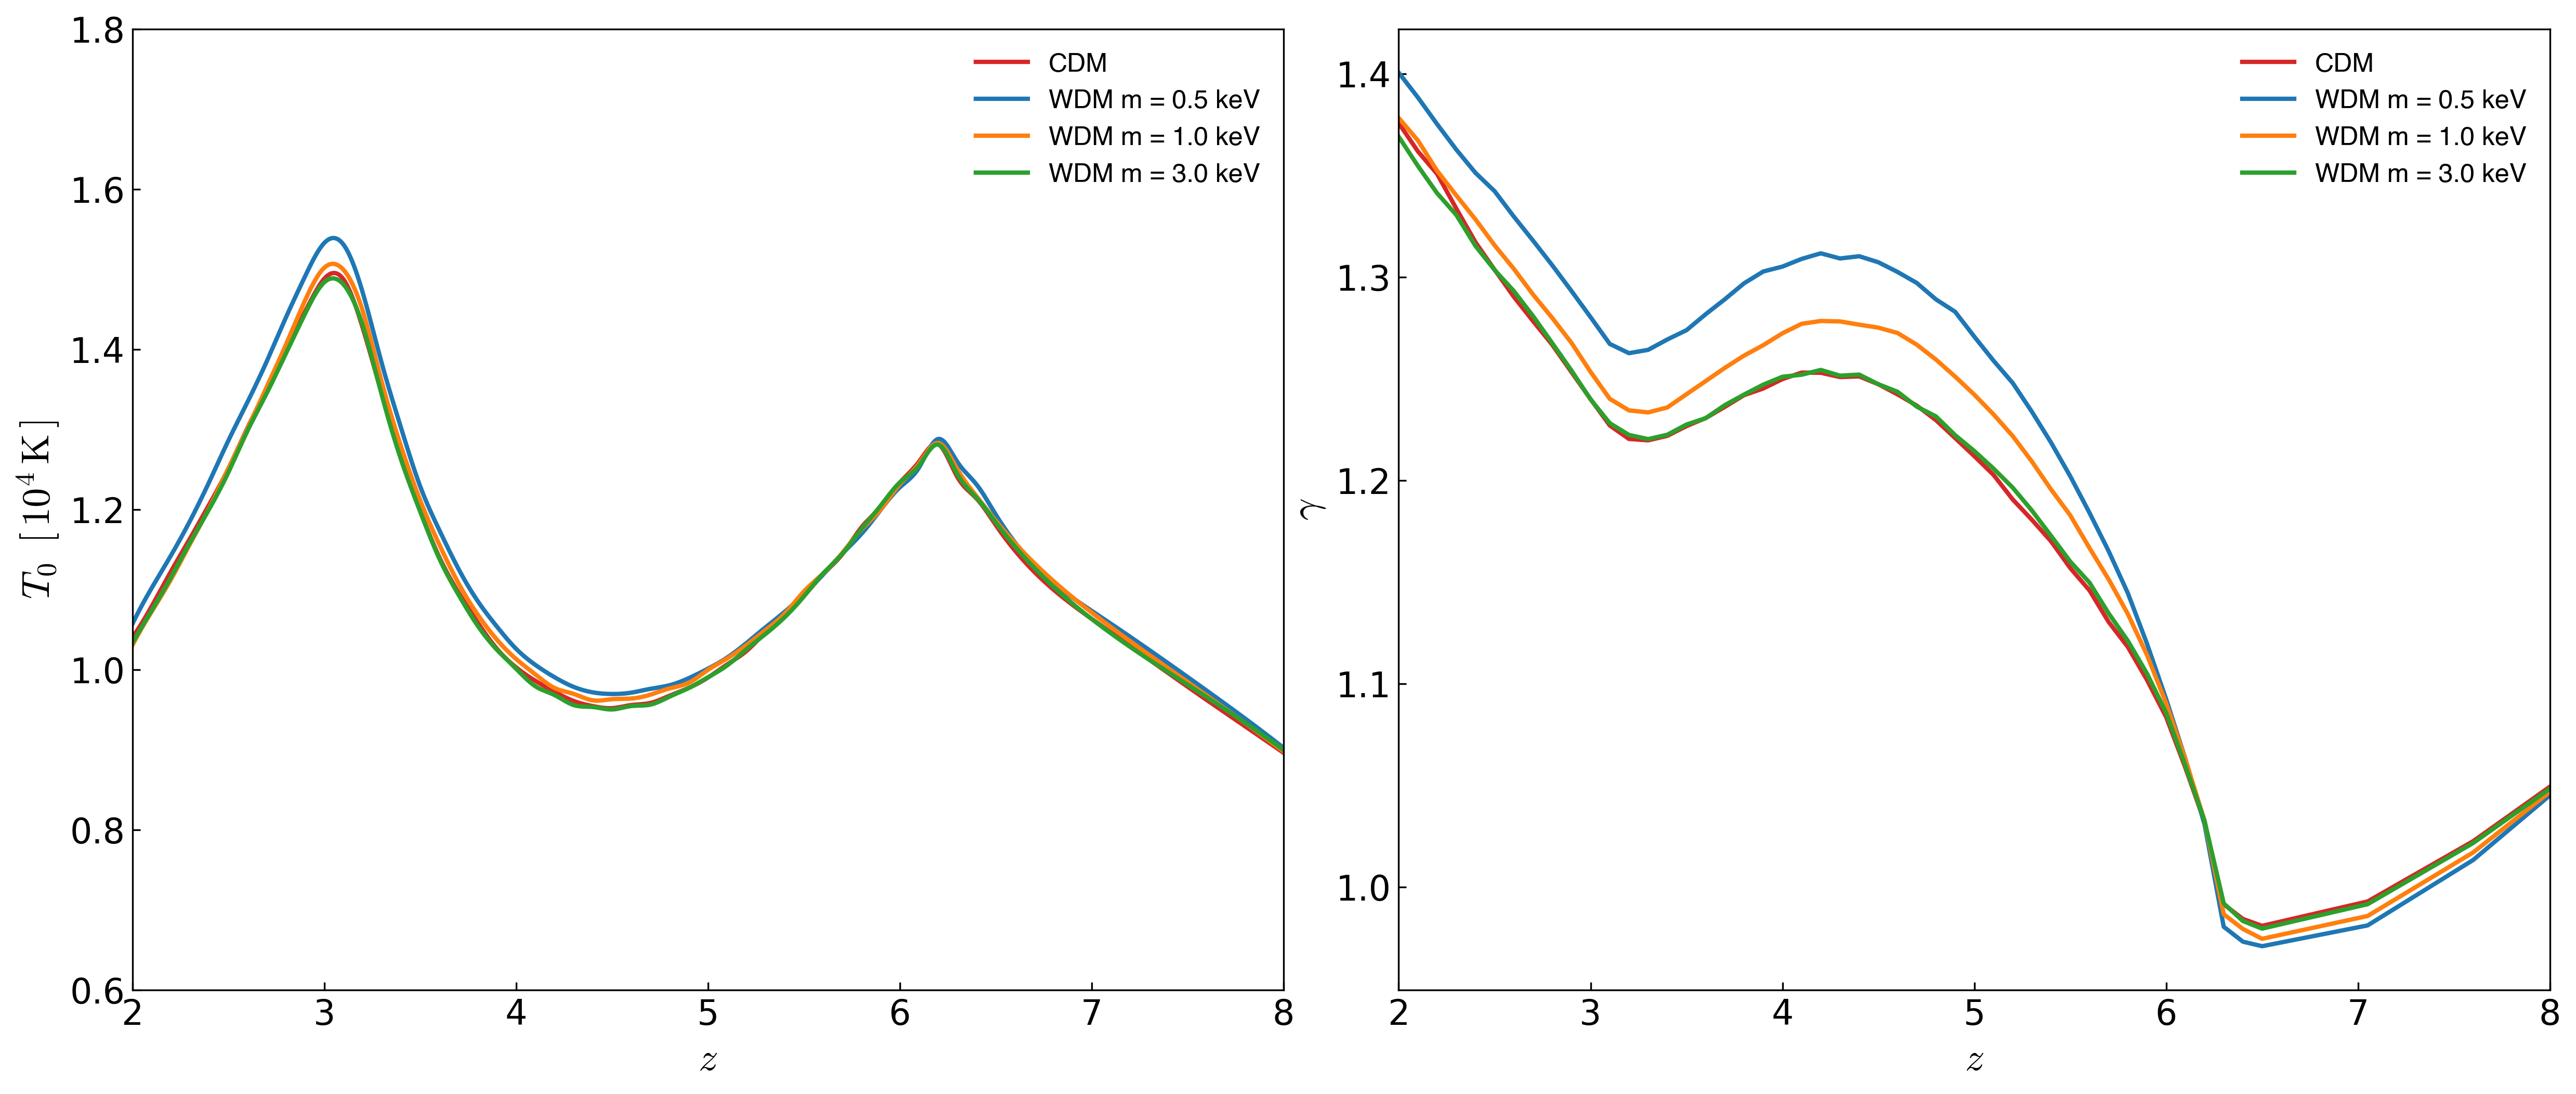 1.8
1.6
1.4
1.2
1.0
0.8
0.6
T₀ [10⁴ K]
2 3 4 5 6 7 8
z
CDM
WDM m = 0.5 keV
WDM m = 1.0 keV
WDM m = 3.0 keV
1.4
1.3
1.2
1.1
1.0
γ
2 3 4 5 6 7 8
z
CDM
WDM m = 0.5 keV
WDM m = 1.0 keV
WDM m = 3.0 keV